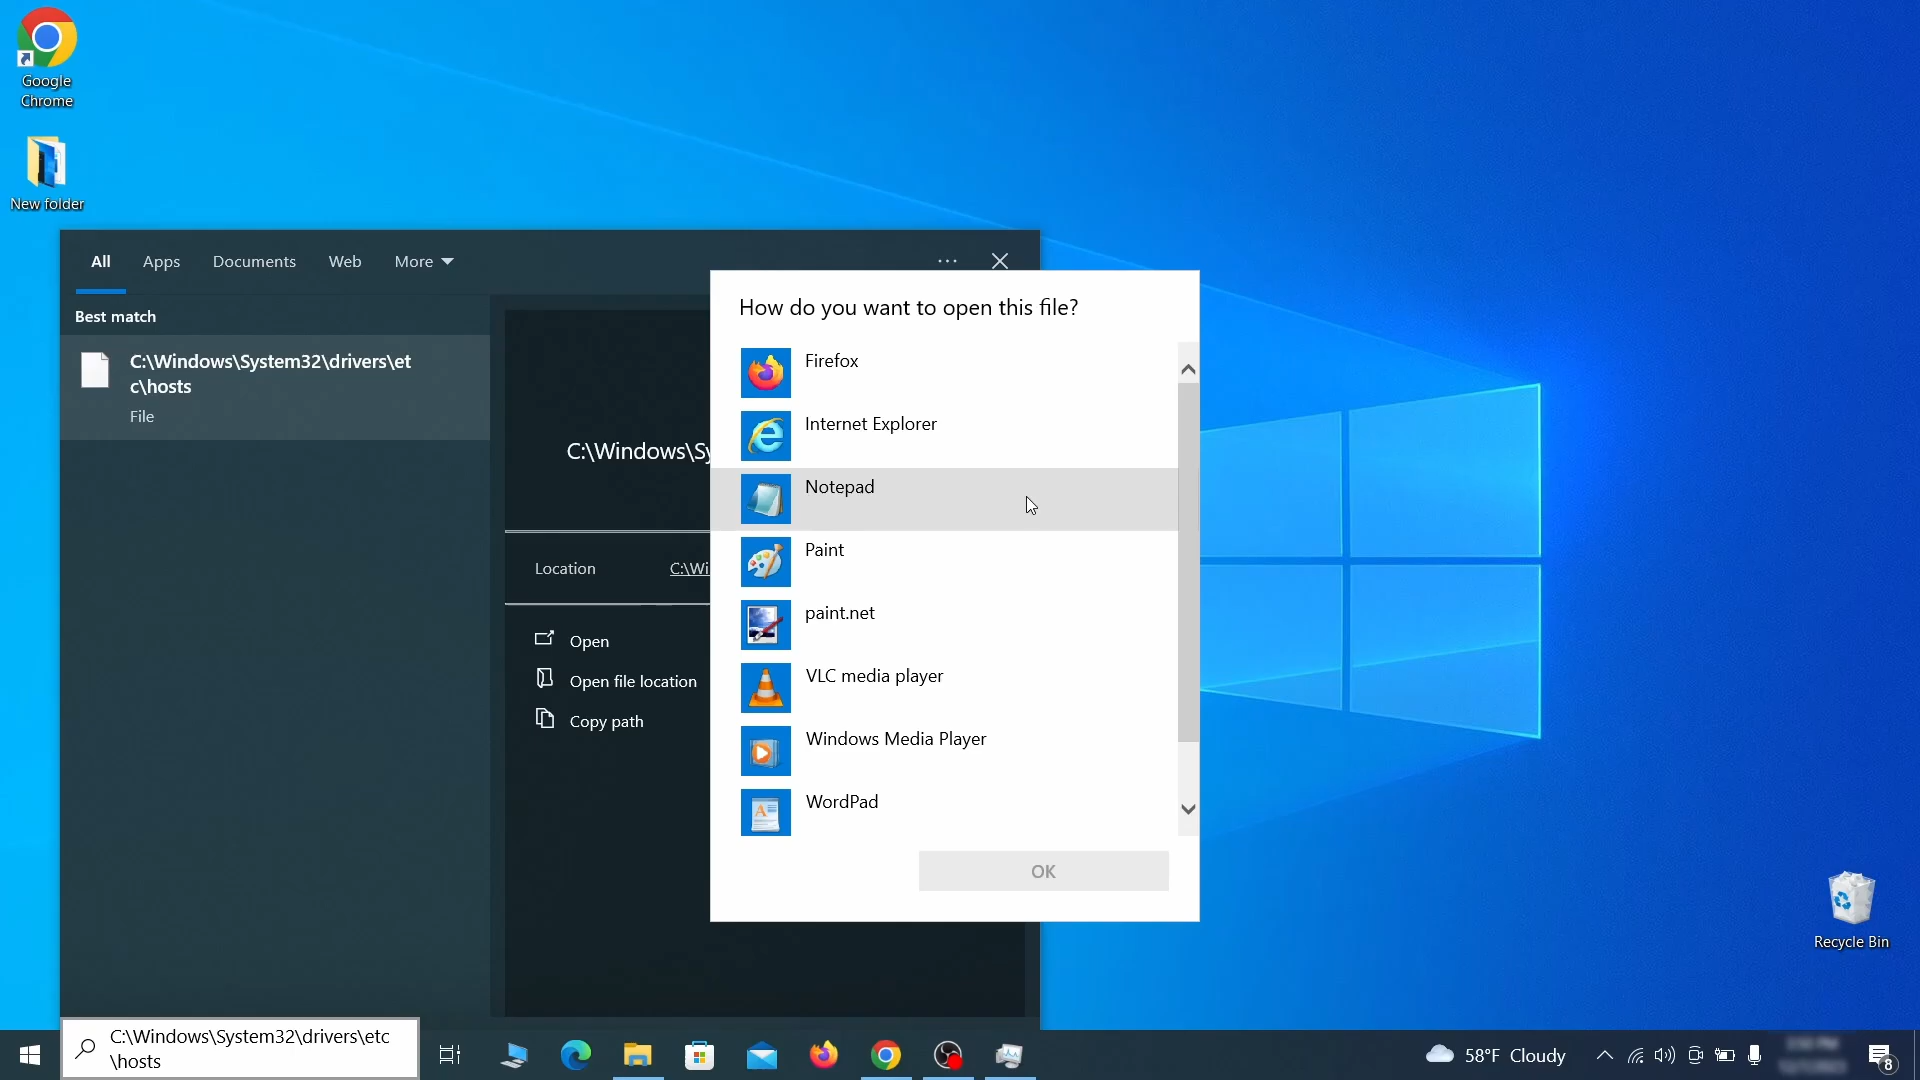 Google
Chrome
New folder
All Apps Documents Web More
Best match
C:\Windows\System32\drivers\et
c\hosts
File
C:\Windows\Sy
Location C:\Wi
Open
Open file location
Copy path
How do you want to open this file?
Firefox
Internet Explorer
Notepad
Paint
paint.net
VLC media player
Windows Media Player
WordPad
OK
Recycle Bin
C:\Windows\System32\drivers\etc
\hosts
58°F Cloudy
8